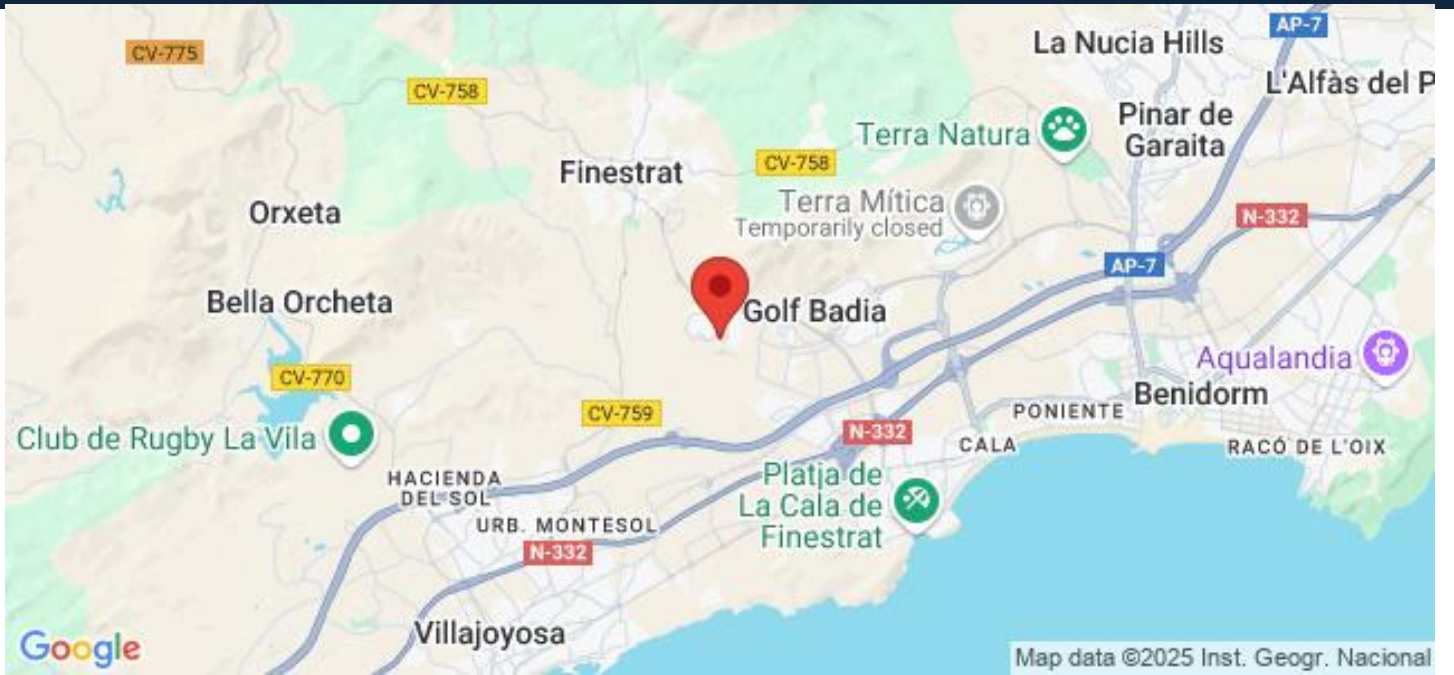 AP-7
La Nucia Hills
CV-775
L'Alfàs del P
CV-758
Pinar de
Garaita
Terra Natura
Finestrat
CV-758
Terra Mítica
Temporarily closed
Orxeta
N-332
AP-7
Bella Orcheta
Golf Badia
Aqualandia
CV-770
Benidorm
CV-759
PONIENTE
Club de Rugby La Vila
N-332
CALA
RACÓ DE L'OIX
HACIENDA
DEL SOL
Platja de
La Cala de
Finestrat
URB. MONTESOL
N-332
Villajoyosa
Google
Map data ©2025 Inst. Geogr. Nacional